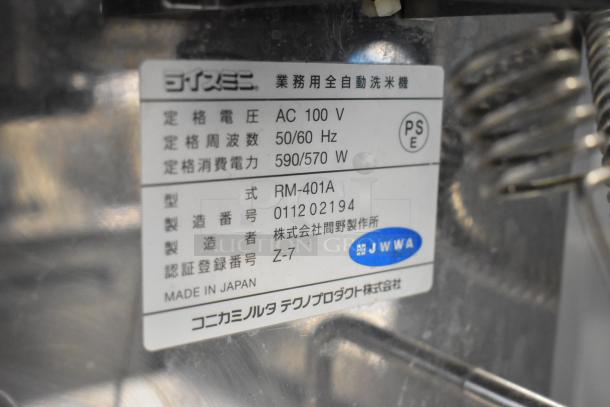 ライスミニ® 業務用全自動洗米機
定格電圧 AC 100 V
定格周波数 50/60 Hz
定格消費電力 590/570 W
PS
E
型式 RM-401A
製造番号 011202194
製造者 株式会社間野製作所
認証登録番号 Z-7
JWWA
MADE IN JAPAN
コニカミノルタ テクノプロダクト株式会社
AUCTION GROUP